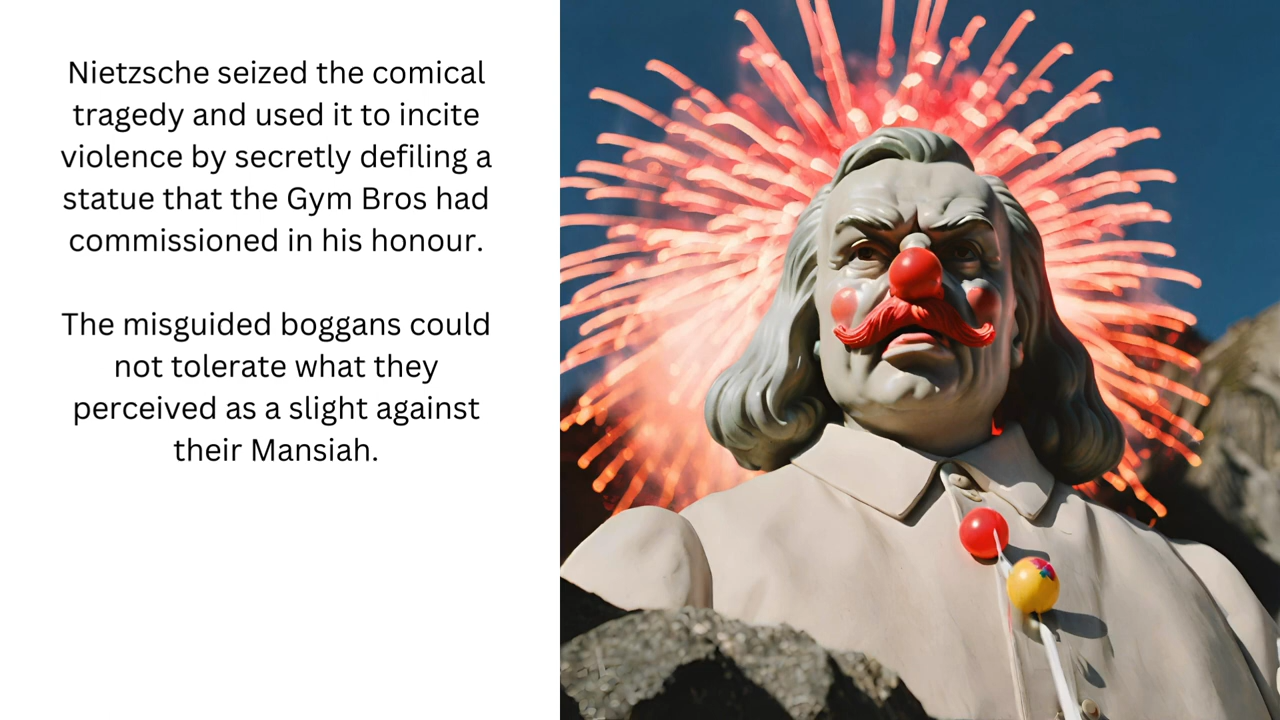 Nietzsche seized the comical
tragedy and used it to incite
violence by secretly defiling a
statue that the Gym Bros had
commissioned in his honour.
The misguided boggans could
not tolerate what they
perceived as a slight against
their Mansiah.